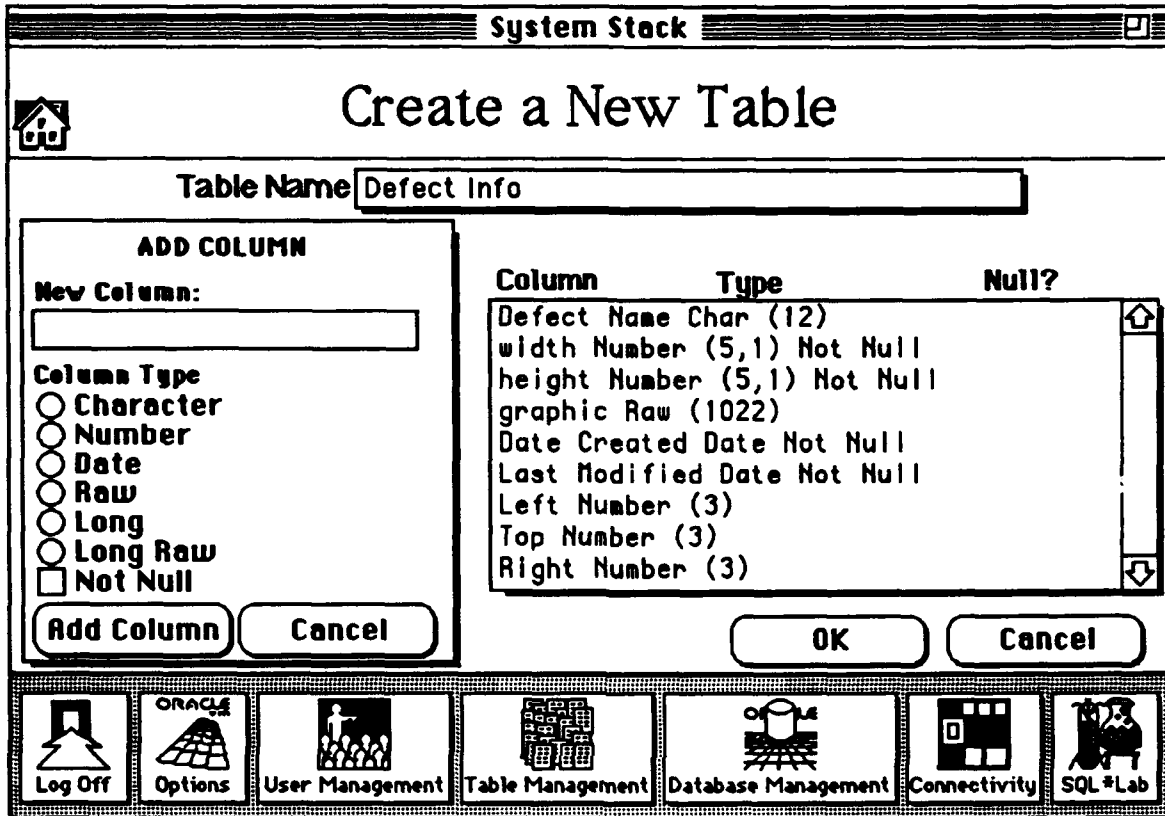 System Stack
Create a New Table
Table Name Defect Info
ADD COLUMN
New Column:
Column Type
Character
Number
Date
Raw
Long
Long Raw
Not Null
Add Column
Cancel
Column Type Null?
Defect Name Char (12)
width Number (5,1) Not Null
height Number (5,1) Not Null
graphic Raw (1022)
Date Created Date Not Null
Last Modified Date Not Null
Left Number (3)
Top Number (3)
Right Number (3)
OK
Cancel
Log Off
ORACLE
Options
User Management
Table Management
Database Management
Connectivity
SQL*Lab